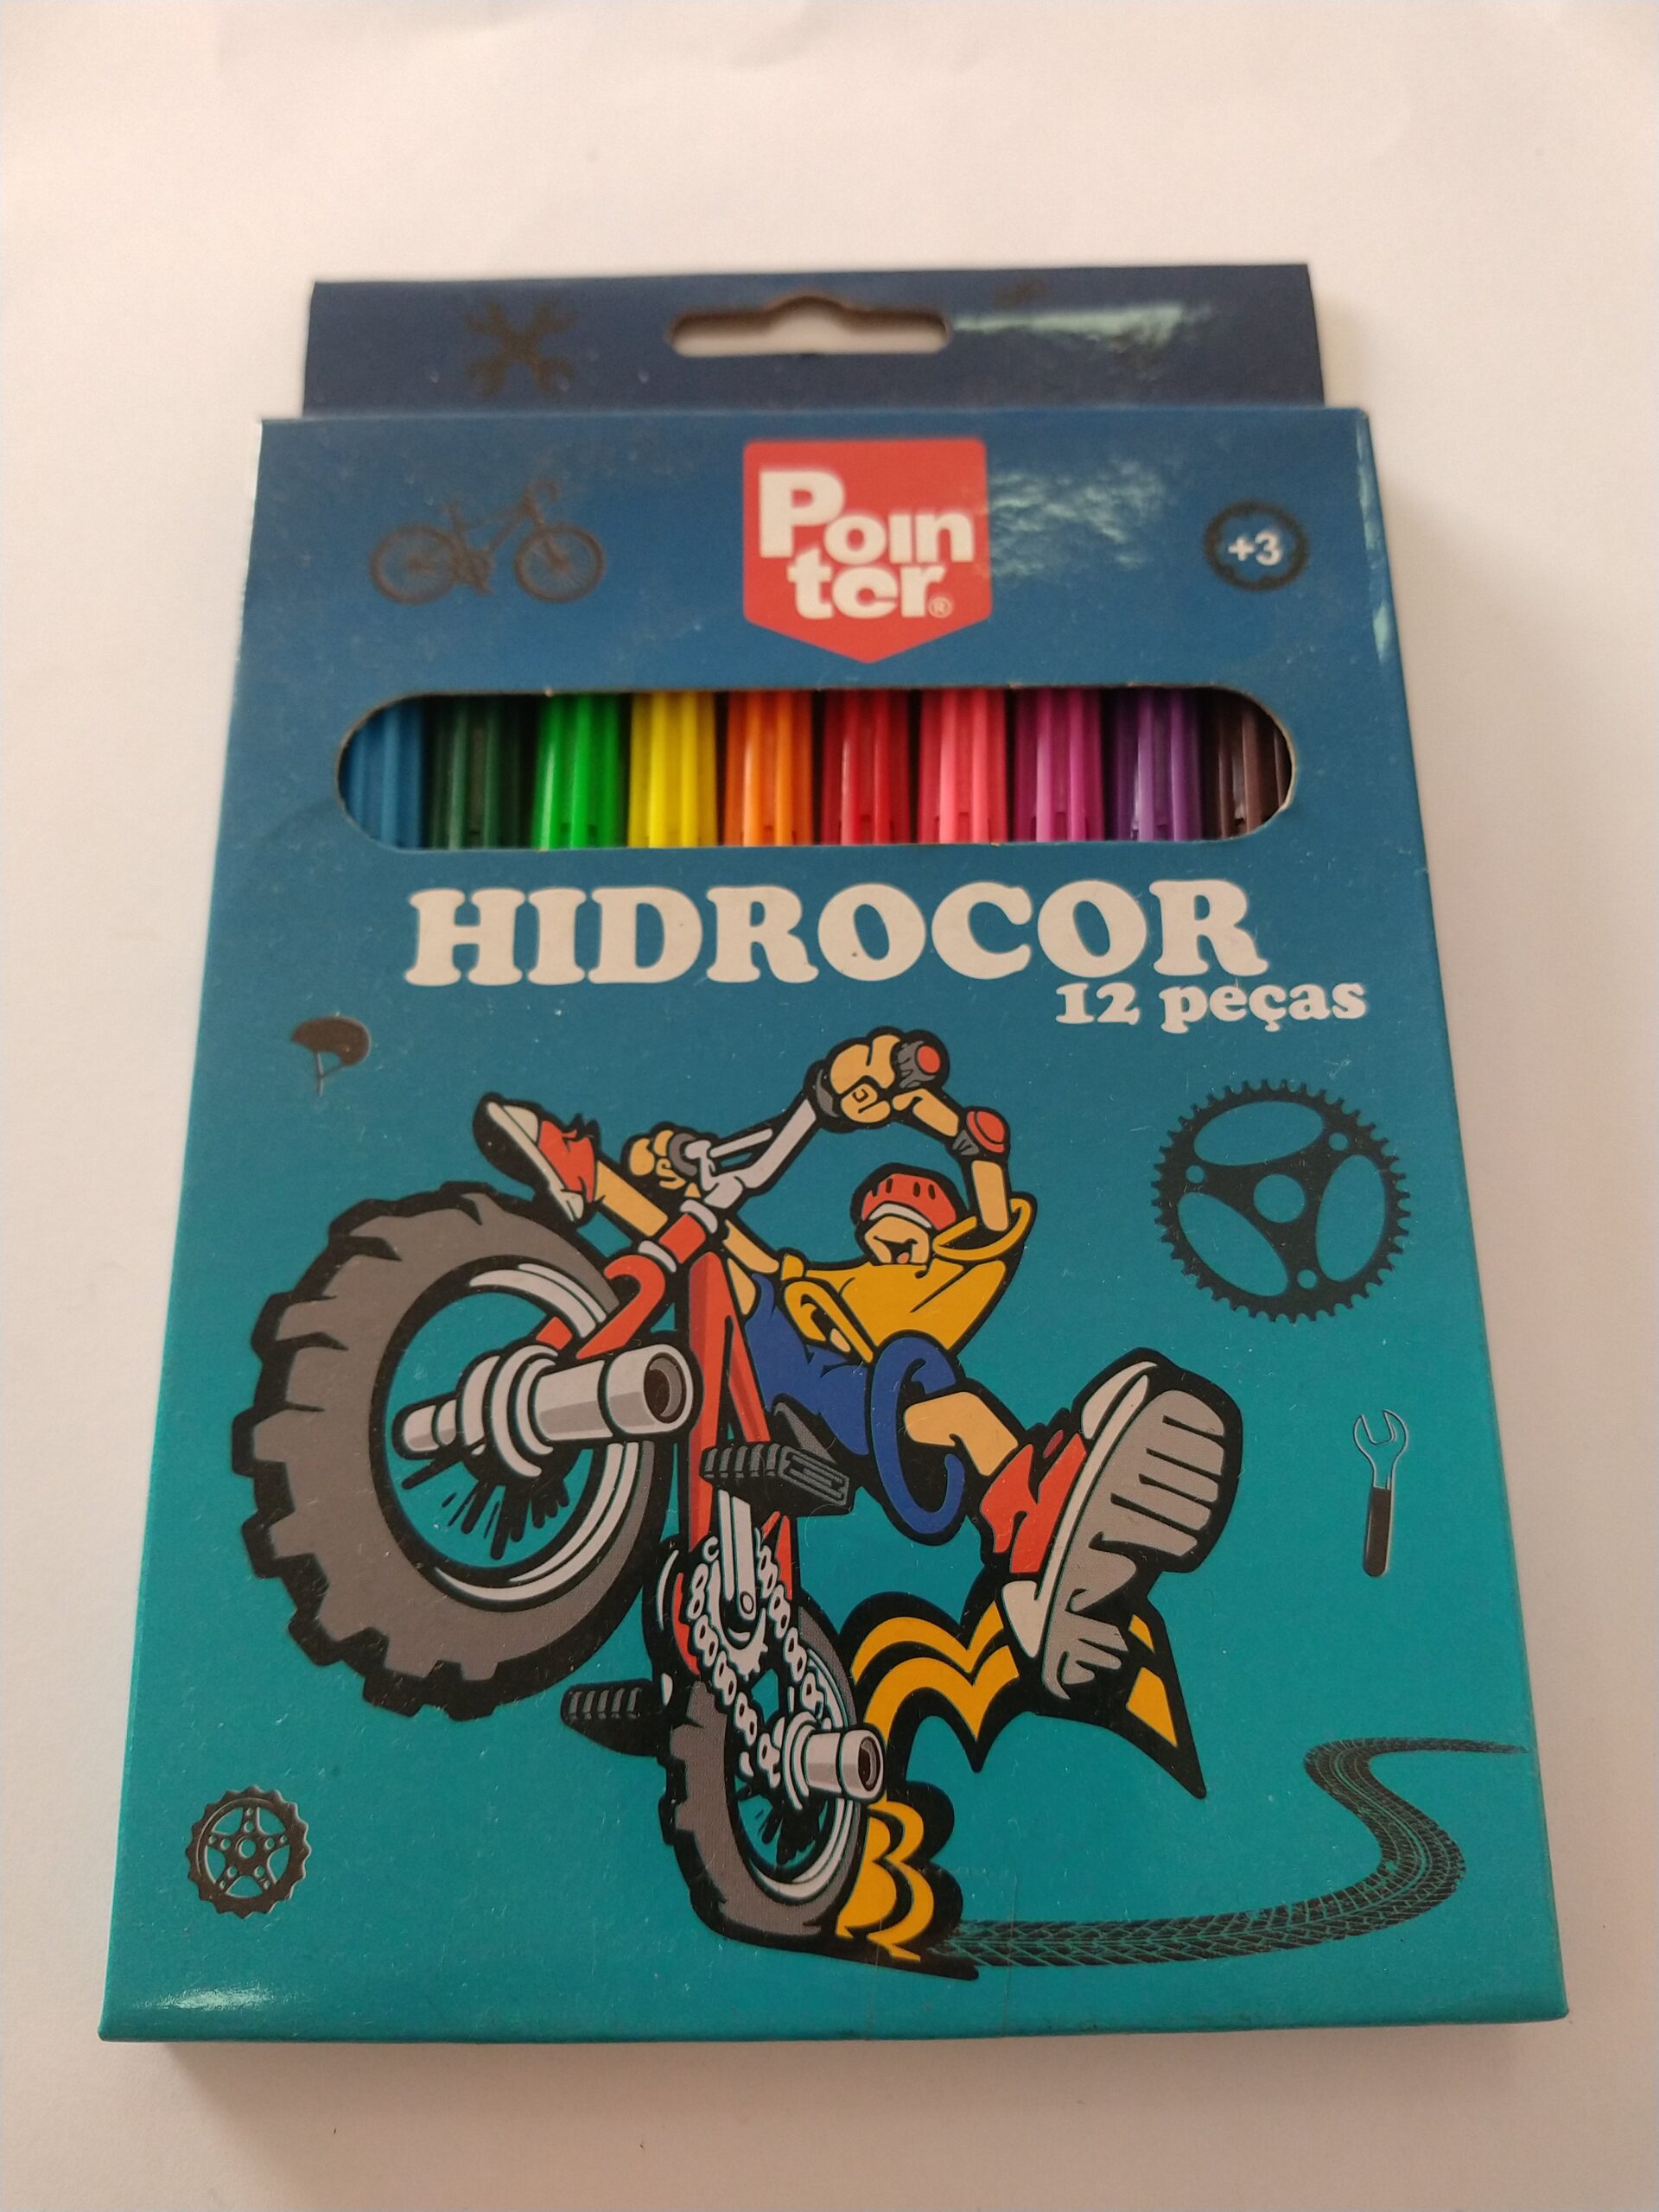 Poin
ter®
+3
HIDROCOR
12 peças